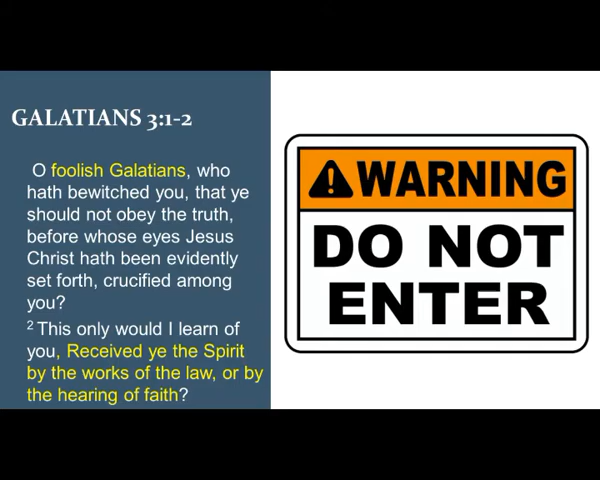 GALATIANS 3:1-2
O foolish Galatians, who
hath bewitched you, that ye
should not obey the truth,
before whose eyes Jesus
Christ hath been evidently
set forth, crucified among
you?
2 This only would I learn of
you, Received ye the Spirit
by the works of the law, or by
the hearing of faith?
WARNING
DO NOT
ENTER